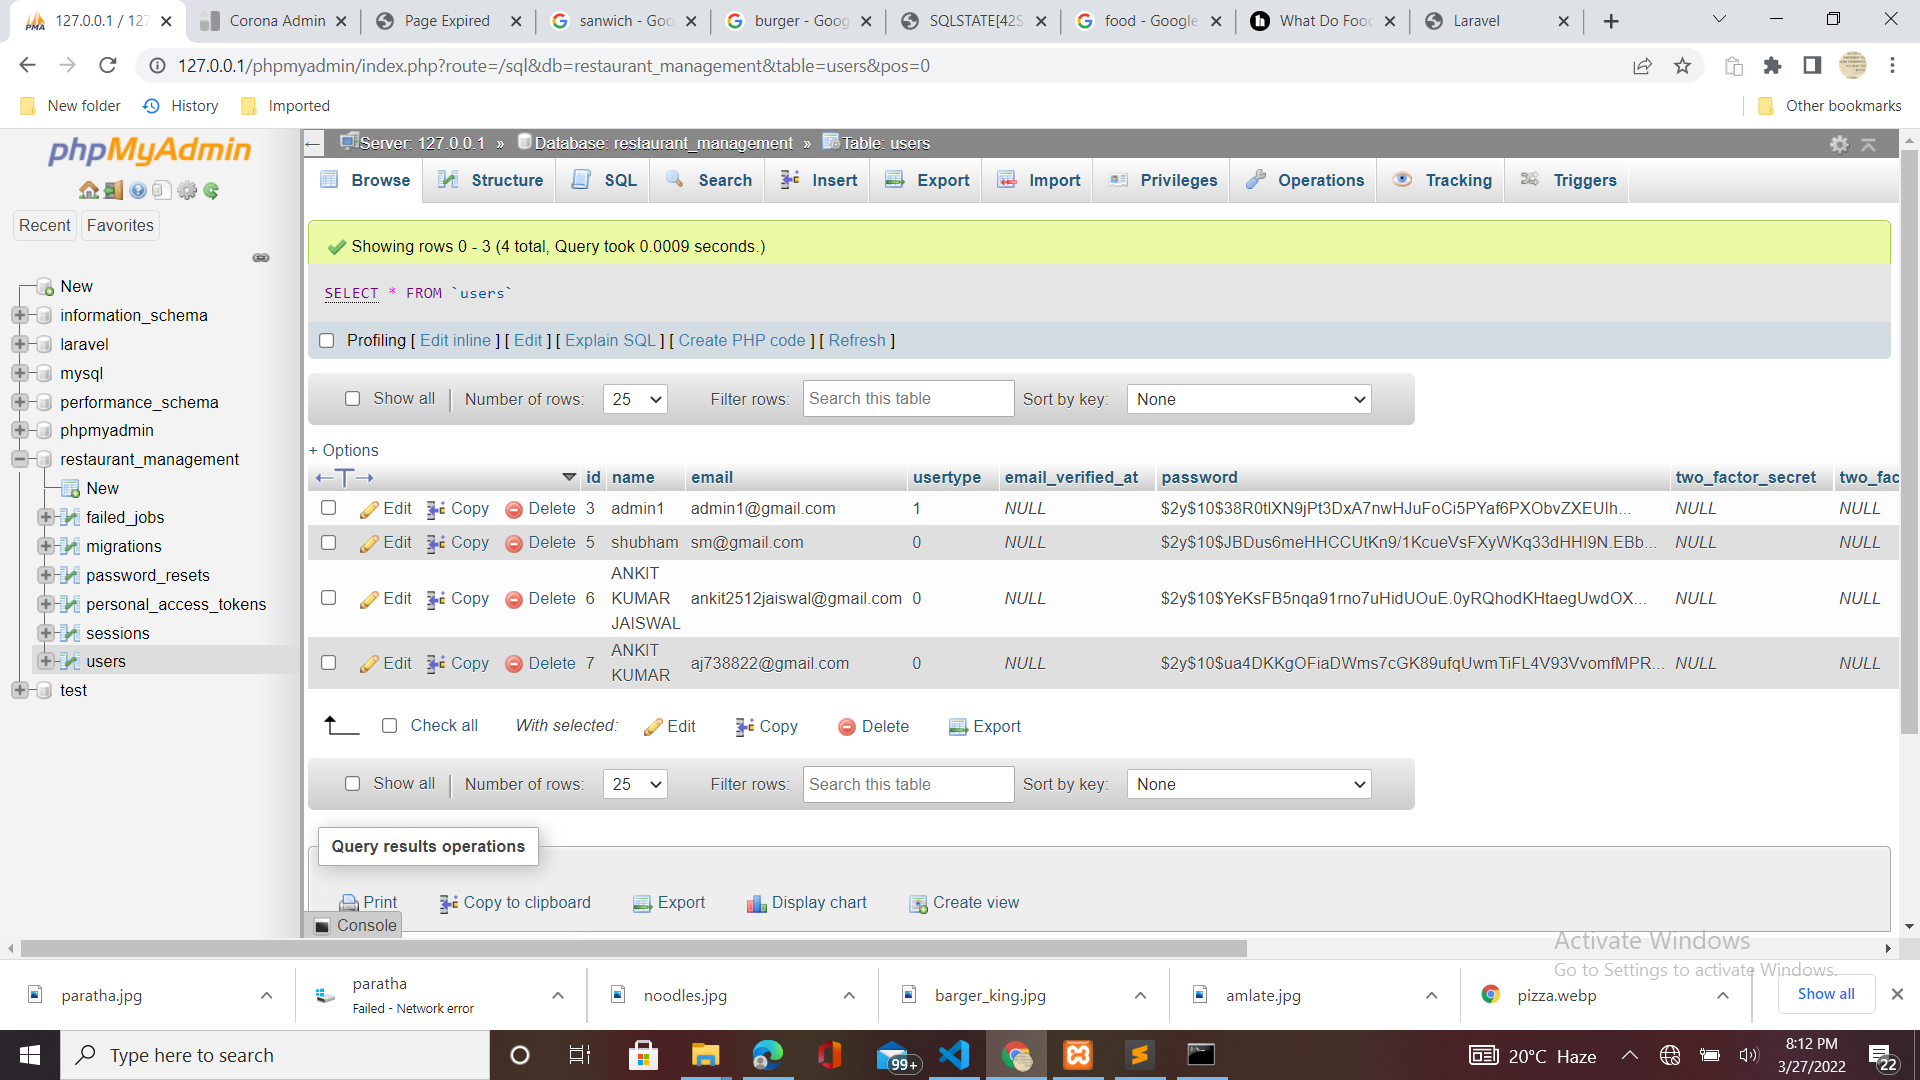 127.0.0.1 / 127
Corona Admin
Page Expired
sanwich - Goo
burger - Goog
SQLSTATE[42S
food - Google
What Do Food
Laravel
127.0.0.1/phpmyadmin/index.php?route=/sql&db=restaurant_management&table=users&pos=0
New folder
History
Imported
Other bookmarks
phpMyAdmin
Recent
Favorites
New
information_schema
laravel
mysql
performance_schema
phpmyadmin
restaurant_management
New
failed_jobs
migrations
password_resets
personal_access_tokens
sessions
users
test
Server: 127.0.0.1 » Database: restaurant_management » Table: users
Browse Structure SQL Search Insert Export Import Privileges Operations Tracking Triggers
Showing rows 0 - 3 (4 total, Query took 0.0009 seconds.)
SELECT * FROM `users`
Profiling [ Edit inline ] [ Edit ] [ Explain SQL ] [ Create PHP code ] [ Refresh ]
Show all Number of rows: 25 Filter rows: Search this table Sort by key: None
+ Options
id name email usertype email_verified_at password two_factor_secret two_fac
Edit Copy Delete 3 admin1 admin1@gmail.com 1 NULL $2y$10$38R0tlXN9jPt3DxA7nwHJuFoCi5PYaf6PXObvZXEUIh... NULL NULL
Edit Copy Delete 5 shubham sm@gmail.com 0 NULL $2y$10$JBDus6meHHCCUtKn9/1KcueVsFXyWKq33dHHI9N.EBb... NULL NULL
ANKIT
Edit Copy Delete 6 KUMAR ankit2512jaiswal@gmail.com 0 NULL $2y$10$YeKsFB5nqa91rno7uHidUOuE.0yRQhodKHtaegUwdOX... NULL NULL
JAISWAL
ANKIT
Edit Copy Delete 7 aj738822@gmail.com 0 NULL $2y$10$ua4DKKgOFiaDWms7cGK89ufqUwmTiFL4V93VvomfMPR... NULL NULL
KUMAR
Check all With selected: Edit Copy Delete Export
Show all Number of rows: 25 Filter rows: Search this table Sort by key: None
Query results operations
Print Copy to clipboard Export Display chart Create view
Console
Activate Windows
Go to Settings to activate Windows.
paratha.jpg
paratha
Failed - Network error
noodles.jpg
barger_king.jpg
amlate.jpg
pizza.webp
Show all
Type here to search
99+
20°C Haze
8:12 PM
3/27/2022
22